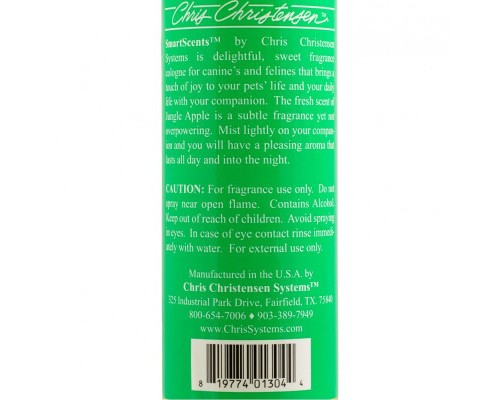 Chris Christensen™
SmartScents™ by Chris Christensen
Systems is delightful, sweet fragrance
cologne for canine's and felines that brings a
touch of joy to your pets' life and your daily
life with your companion. The fresh scent of
Jungle Apple is a subtle fragrance yet not
overpowering. Mist lightly on your compan-
ion and you will have a pleasing aroma that
lasts all day and into the night.
CAUTION: For fragrance use only. Do not
spray near open flame. Contains Alcohol.
Keep out of reach of children. Avoid spraying
in eyes. In case of eye contact rinse immedi-
ately with water. For external use only.
Manufactured in the U.S.A. by
Chris Christensen Systems™
325 Industrial Park Drive, Fairfield, TX 75840
800-654-7006 ♦ 903-389-7949
www.ChrisSystems.com
8 19774 01304 4